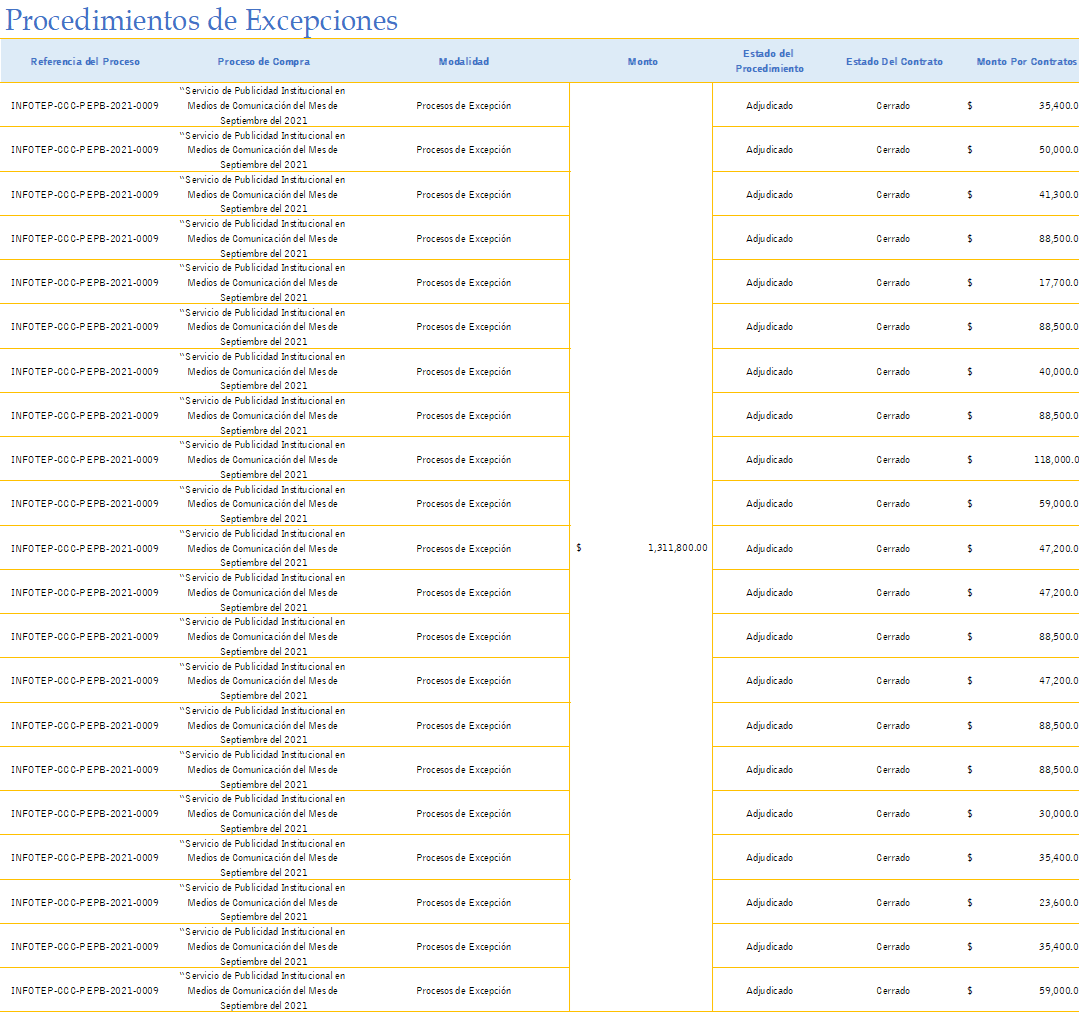 Procedimientos de Excepciones
Referencia del Proceso Proceso de Compra Modalidad Monto Estado del Procedimiento Estado Del Contrato Monto Por Contratos
"Servicio de Publicidad Institucional en
INFOTEP-CCC-PEPB-2021-0009 Medios de Comunicación del Mes de Procesos de Excepción Adjudicado Cerrado $ 35,400.0
Septiembre del 2021
"Servicio de Publicidad Institucional en
INFOTEP-CCC-PEPB-2021-0009 Medios de Comunicación del Mes de Procesos de Excepción Adjudicado Cerrado $ 50,000.0
Septiembre del 2021
"Servicio de Publicidad Institucional en
INFOTEP-CCC-PEPB-2021-0009 Medios de Comunicación del Mes de Procesos de Excepción Adjudicado Cerrado $ 41,300.0
Septiembre del 2021
"Servicio de Publicidad Institucional en
INFOTEP-CCC-PEPB-2021-0009 Medios de Comunicación del Mes de Procesos de Excepción Adjudicado Cerrado $ 88,500.0
Septiembre del 2021
"Servicio de Publicidad Institucional en
INFOTEP-CCC-PEPB-2021-0009 Medios de Comunicación del Mes de Procesos de Excepción Adjudicado Cerrado $ 17,700.0
Septiembre del 2021
"Servicio de Publicidad Institucional en
INFOTEP-CCC-PEPB-2021-0009 Medios de Comunicación del Mes de Procesos de Excepción Adjudicado Cerrado $ 88,500.0
Septiembre del 2021
"Servicio de Publicidad Institucional en
INFOTEP-CCC-PEPB-2021-0009 Medios de Comunicación del Mes de Procesos de Excepción Adjudicado Cerrado $ 40,000.0
Septiembre del 2021
"Servicio de Publicidad Institucional en
INFOTEP-CCC-PEPB-2021-0009 Medios de Comunicación del Mes de Procesos de Excepción Adjudicado Cerrado $ 88,500.0
Septiembre del 2021
"Servicio de Publicidad Institucional en
INFOTEP-CCC-PEPB-2021-0009 Medios de Comunicación del Mes de Procesos de Excepción Adjudicado Cerrado $ 118,000.0
Septiembre del 2021
"Servicio de Publicidad Institucional en
INFOTEP-CCC-PEPB-2021-0009 Medios de Comunicación del Mes de Procesos de Excepción Adjudicado Cerrado $ 59,000.0
Septiembre del 2021
"Servicio de Publicidad Institucional en
INFOTEP-CCC-PEPB-2021-0009 Medios de Comunicación del Mes de Procesos de Excepción $ 1,311,800.00 Adjudicado Cerrado $ 47,200.0
Septiembre del 2021
"Servicio de Publicidad Institucional en
INFOTEP-CCC-PEPB-2021-0009 Medios de Comunicación del Mes de Procesos de Excepción Adjudicado Cerrado $ 47,200.0
Septiembre del 2021
"Servicio de Publicidad Institucional en
INFOTEP-CCC-PEPB-2021-0009 Medios de Comunicación del Mes de Procesos de Excepción Adjudicado Cerrado $ 88,500.0
Septiembre del 2021
"Servicio de Publicidad Institucional en
INFOTEP-CCC-PEPB-2021-0009 Medios de Comunicación del Mes de Procesos de Excepción Adjudicado Cerrado $ 47,200.0
Septiembre del 2021
"Servicio de Publicidad Institucional en
INFOTEP-CCC-PEPB-2021-0009 Medios de Comunicación del Mes de Procesos de Excepción Adjudicado Cerrado $ 88,500.0
Septiembre del 2021
"Servicio de Publicidad Institucional en
INFOTEP-CCC-PEPB-2021-0009 Medios de Comunicación del Mes de Procesos de Excepción Adjudicado Cerrado $ 88,500.0
Septiembre del 2021
"Servicio de Publicidad Institucional en
INFOTEP-CCC-PEPB-2021-0009 Medios de Comunicación del Mes de Procesos de Excepción Adjudicado Cerrado $ 30,000.0
Septiembre del 2021
"Servicio de Publicidad Institucional en
INFOTEP-CCC-PEPB-2021-0009 Medios de Comunicación del Mes de Procesos de Excepción Adjudicado Cerrado $ 35,400.0
Septiembre del 2021
"Servicio de Publicidad Institucional en
INFOTEP-CCC-PEPB-2021-0009 Medios de Comunicación del Mes de Procesos de Excepción Adjudicado Cerrado $ 23,600.0
Septiembre del 2021
"Servicio de Publicidad Institucional en
INFOTEP-CCC-PEPB-2021-0009 Medios de Comunicación del Mes de Procesos de Excepción Adjudicado Cerrado $ 35,400.0
Septiembre del 2021
"Servicio de Publicidad Institucional en
INFOTEP-CCC-PEPB-2021-0009 Medios de Comunicación del Mes de Procesos de Excepción Adjudicado Cerrado $ 59,000.0
Septiembre del 2021